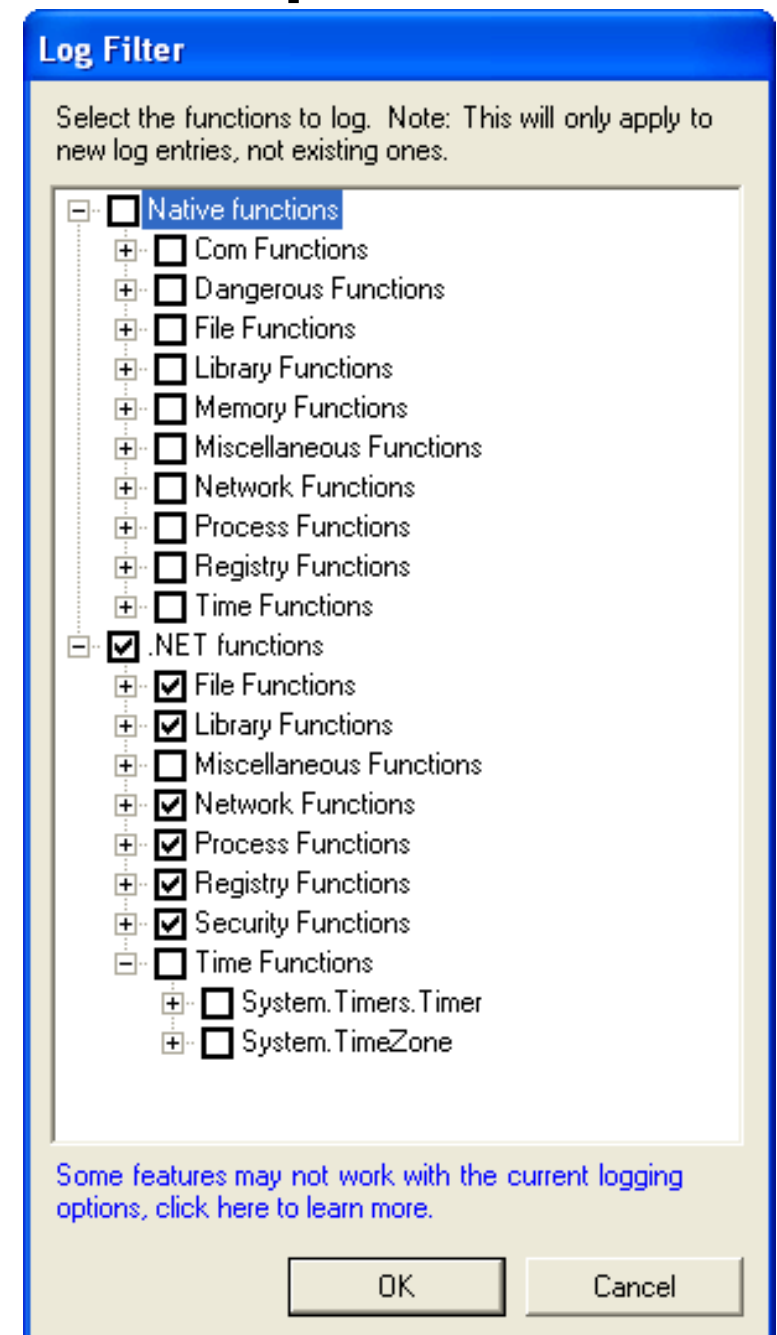 Log Filter
Select the functions to log. Note: This will only apply to
new log entries, not existing ones.
Native functions
Com Functions
Dangerous Functions
File Functions
Library Functions
Memory Functions
Miscellaneous Functions
Network Functions
Process Functions
Registry Functions
Time Functions
.NET functions
File Functions
Library Functions
Miscellaneous Functions
Network Functions
Process Functions
Registry Functions
Security Functions
Time Functions
System.Timers.Timer
System.TimeZone
Some features may not work with the current logging
options, click here to learn more.
OK Cancel